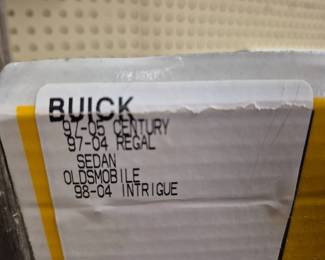 BUICK
97-05 CENTURY
97-04 REGAL
SEDAN
OLDSMOBILE
98-04 INTRIGUE